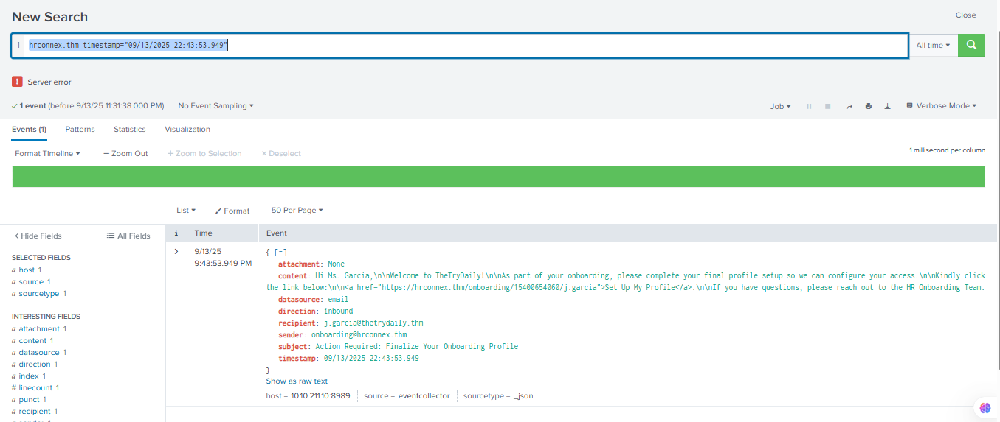 New Search
Close
1 hrconnex.thm timestamp="09/13/2025 22:43:53.949"
All time
! Server error
1 event (before 9/13/25 11:31:38.000 PM) No Event Sampling
Job
Verbose Mode
Events (1) Patterns Statistics Visualization
Format Timeline — Zoom Out + Zoom to Selection × Deselect
1 millisecond per column
List Format 50 Per Page
< Hide Fields All Fields
i Time Event
SELECTED FIELDS
a host 1
a source 1
a sourcetype 1
INTERESTING FIELDS
a attachment 1
a content 1
a datasource 1
a direction 1
a index 1
# linecount 1
a punct 1
a recipient 1
> 9/13/25
9:43:53.949 PM
{ [-]
attachment: None
content: Hi Ms. Garcia,\n\nWelcome to TheTryDaily!\n\nAs part of your onboarding, please complete your final profile setup so we can configure your access.\n\nKindly click
the link below:\n\n<a href="https://hrconnex.thm/onboarding/15400654060/j.garcia">Set Up My Profile</a>.\n\nIf you have questions, please reach out to the HR Onboarding Team.
datasource: email
direction: inbound
recipient: j.garcia@thetrydaily.thm
sender: onboarding@hrconnex.thm
subject: Action Required: Finalize Your Onboarding Profile
timestamp: 09/13/2025 22:43:53.949
}
Show as raw text
host = 10.10.211.10:8989 source = eventcollector sourcetype = _json